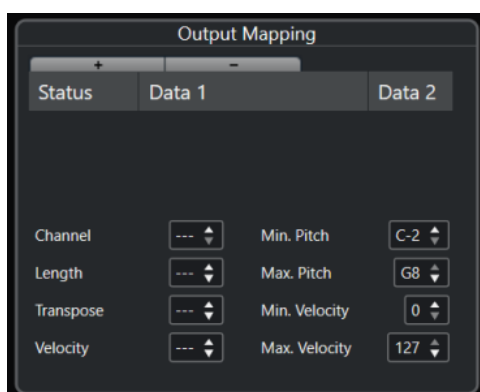 Output Mapping
+ −
Status Data 1 Data 2
Channel --- Min. Pitch C-2
Length --- Max. Pitch G8
Transpose --- Min. Velocity 0
Velocity --- Max. Velocity 127